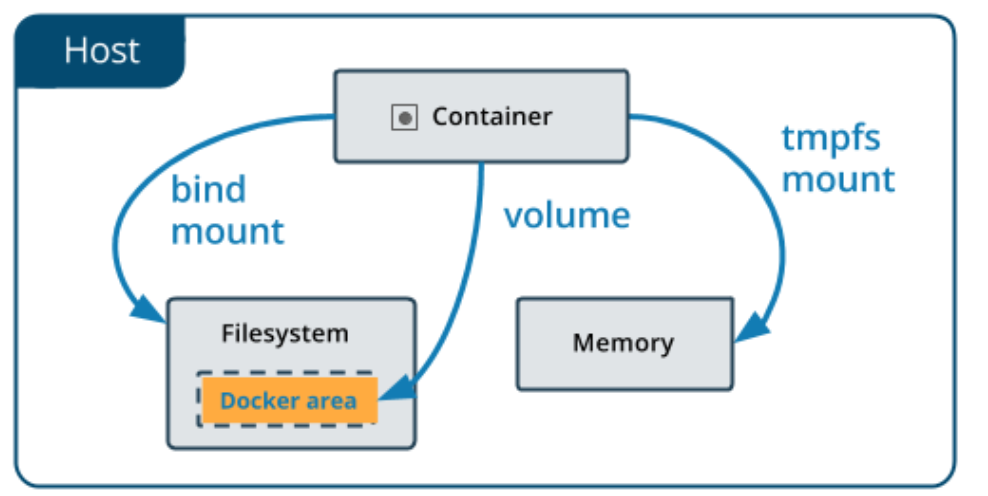 Host
Container
tmpfs
mount
bind
mount
volume
Filesystem
Memory
Docker area